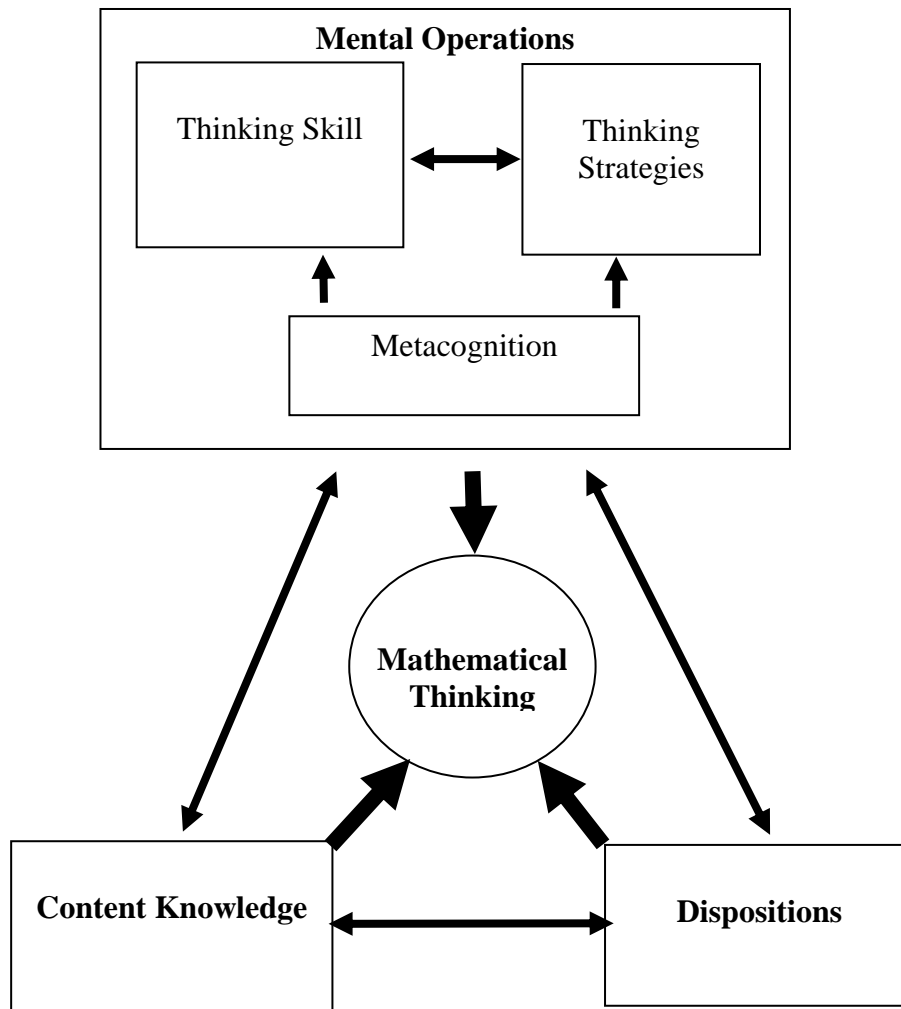 Mental Operations
Thinking Skill
Thinking
Strategies
Metacognition
Mathematical
Thinking
Content Knowledge
Dispositions